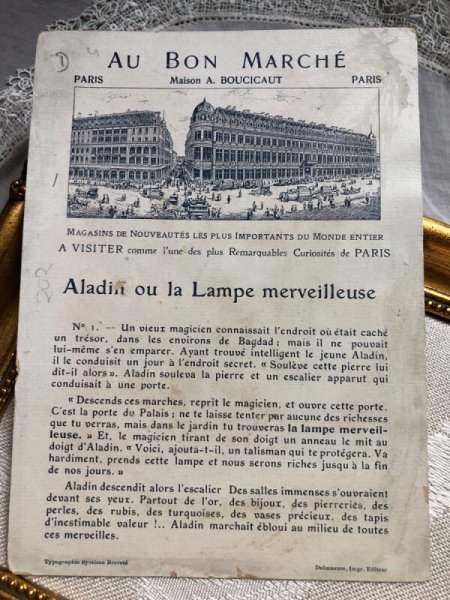 D 4
AU BON MARCHÉ
PARIS Maison A. BOUCICAUT PARIS
MAGASINS DE NOUVEAUTÉS LES PLUS IMPORTANTS DU MONDE ENTIER
A VISITER comme l'une des plus Remarquables Curiosités de PARIS
202
Aladin ou la Lampe merveilleuse
N° 1. — Un vieux magicien connaissait l'endroit où était caché
un trésor, dans les environs de Bagdad ; mais il ne pouvait
lui-même s'en emparer. Ayant trouvé intelligent le jeune Aladin,
il le conduisit un jour à l'endroit secret. « Soulève cette pierre lui
dit-il alors ». Aladin souleva la pierre et un escalier apparut qui
conduisait à une porte.
« Descends ces marches, reprit le magicien, et ouvre cette porte.
C'est la porte du Palais ; ne te laisse tenter par aucune des richesses
que tu verras, mais dans le jardin tu trouveras la lampe merveil-
leuse. » Et, le magicien tirant de son doigt un anneau le mit au
doigt d'Aladin. « Voici, ajouta-t-il, un talisman qui te protégera. Va
hardiment, prends cette lampe et nous serons riches jusqu'à la fin
de nos jours. »
Aladin descendit alors l'escalier Des salles immenses s'ouvraient
devant ses yeux. Partout de l'or, des bijoux, des pierreries, des
perles, des rubis, des turquoises, des vases précieux, des tapis
d'inestimable valeur !.. Aladin marchait ébloui au milieu de toutes
ces merveilles.
Typographie Système Breveté Delmasure, Impr. Editeur